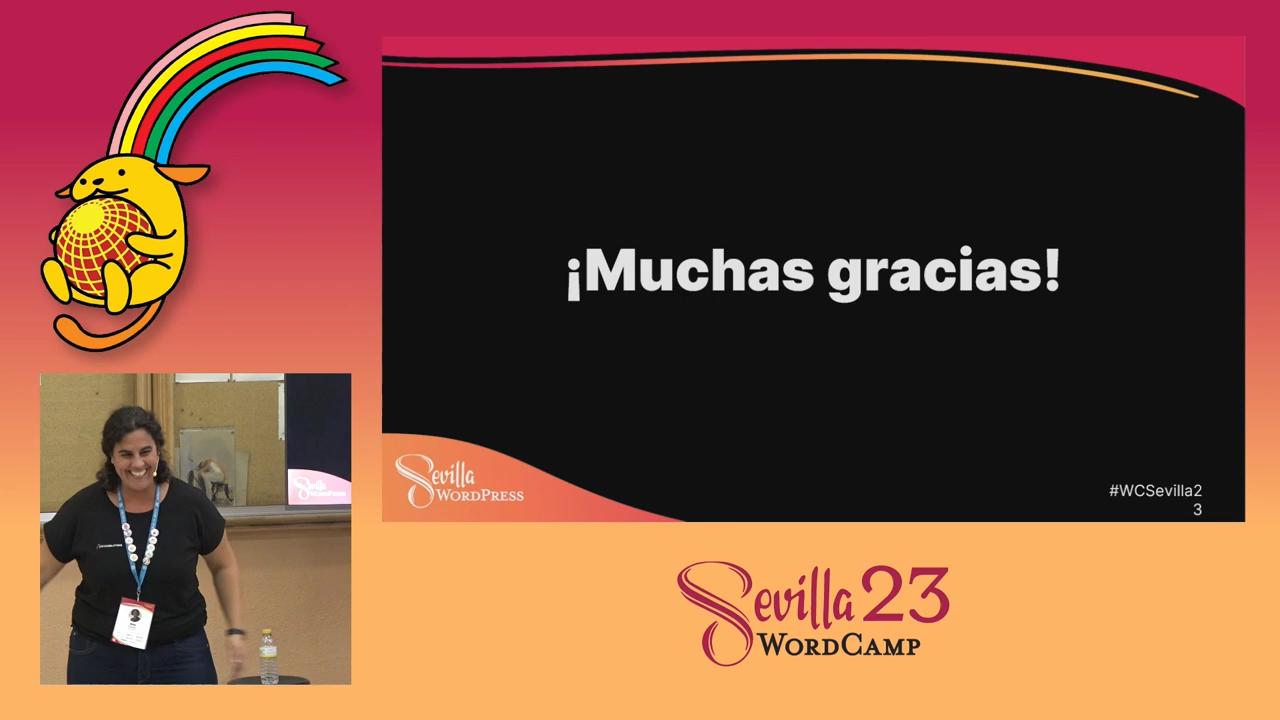 ¡Muchas gracias!
Sevilla
WORDPRESS
#WCSevilla2
3
Sevilla 23
WORDCAMP